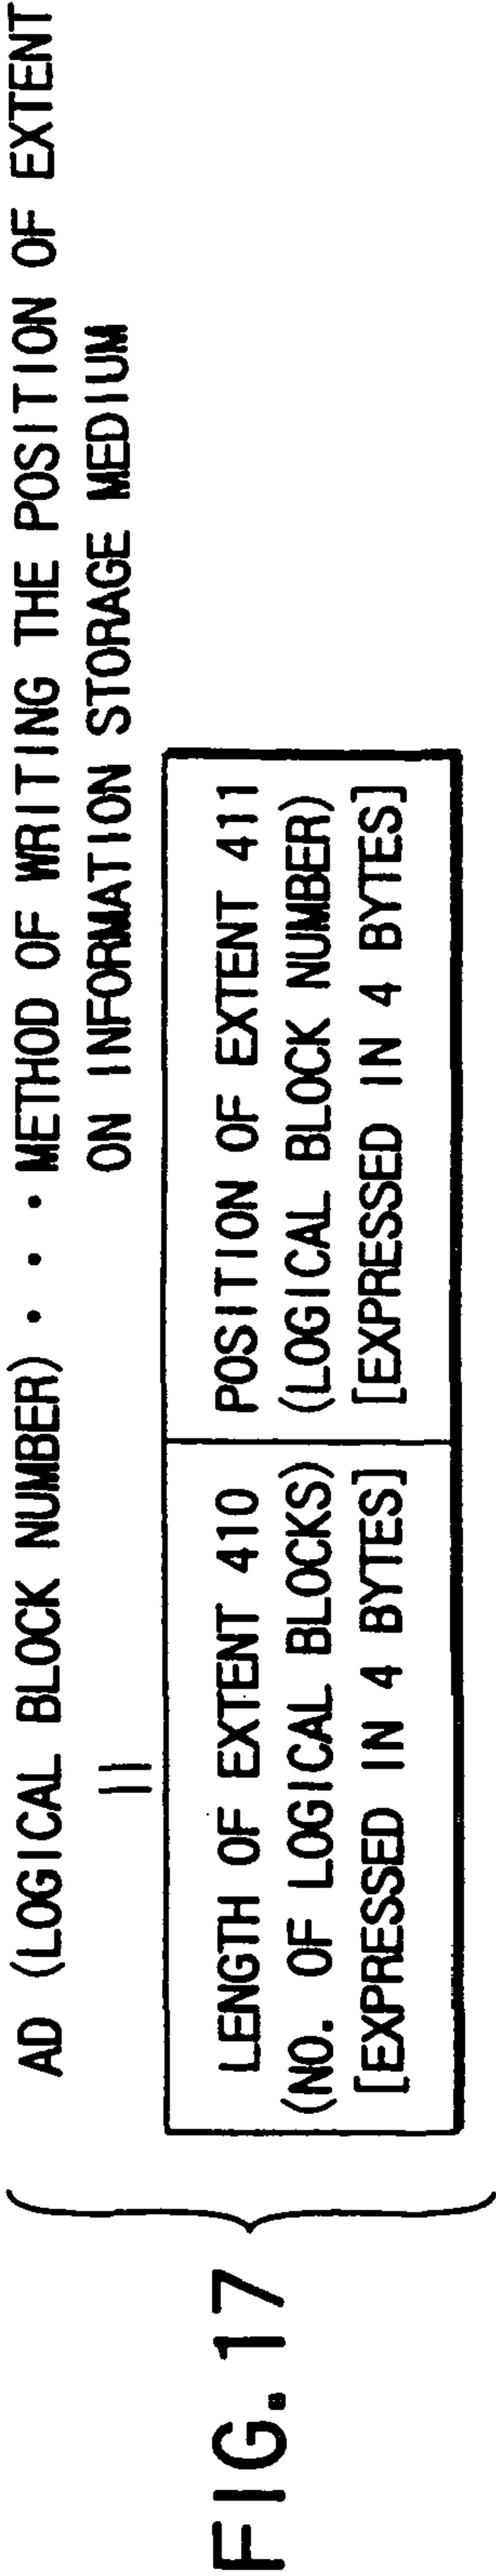 AD (LOGICAL BLOCK NUMBER) • • • METHOD OF WRITING THE POSITION OF EXTENT
ON INFORMATION STORAGE MEDIUM
LENGTH OF EXTENT 410
(NO. OF LOGICAL BLOCKS)
[EXPRESSED IN 4 BYTES]
POSITION OF EXTENT 411
(LOGICAL BLOCK NUMBER)
[EXPRESSED IN 4 BYTES]
FIG. 17